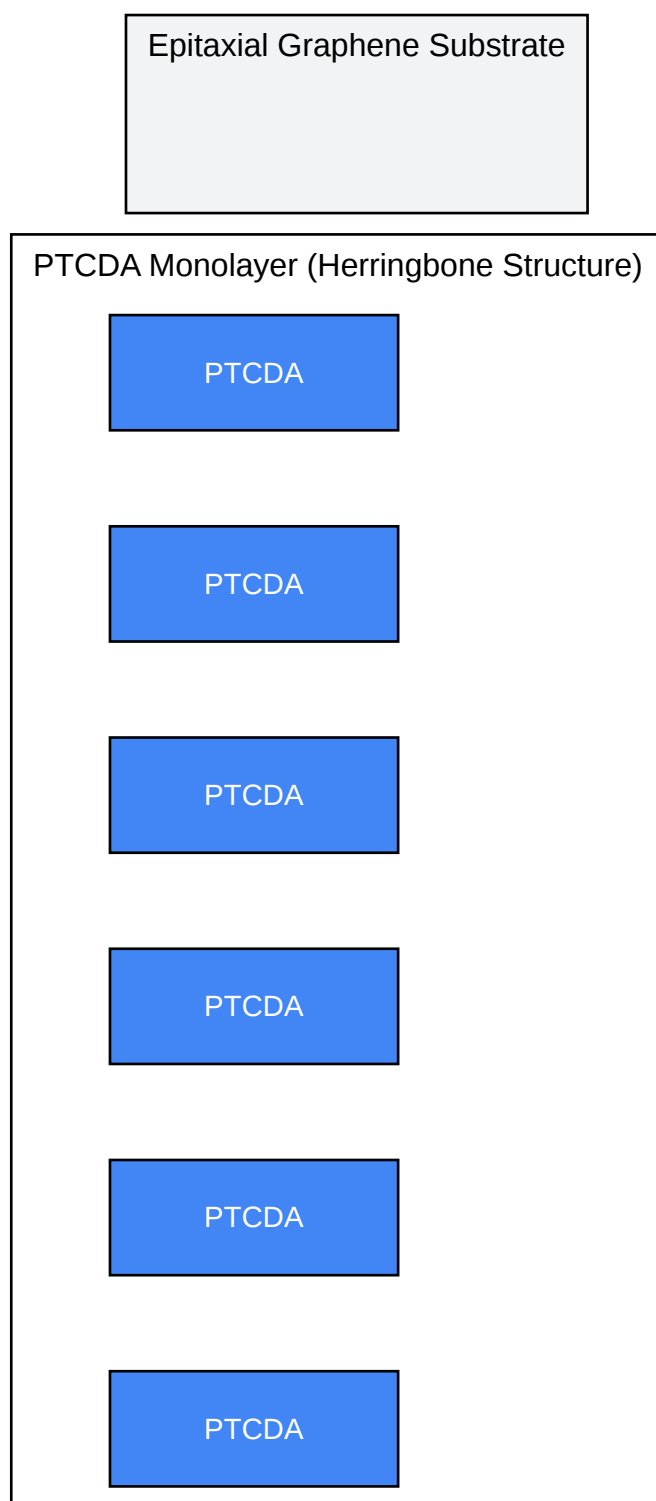 Epitaxial Graphene Substrate
PTCDA Monolayer (Herringbone Structure)
PTCDA
PTCDA
PTCDA
PTCDA
PTCDA
PTCDA